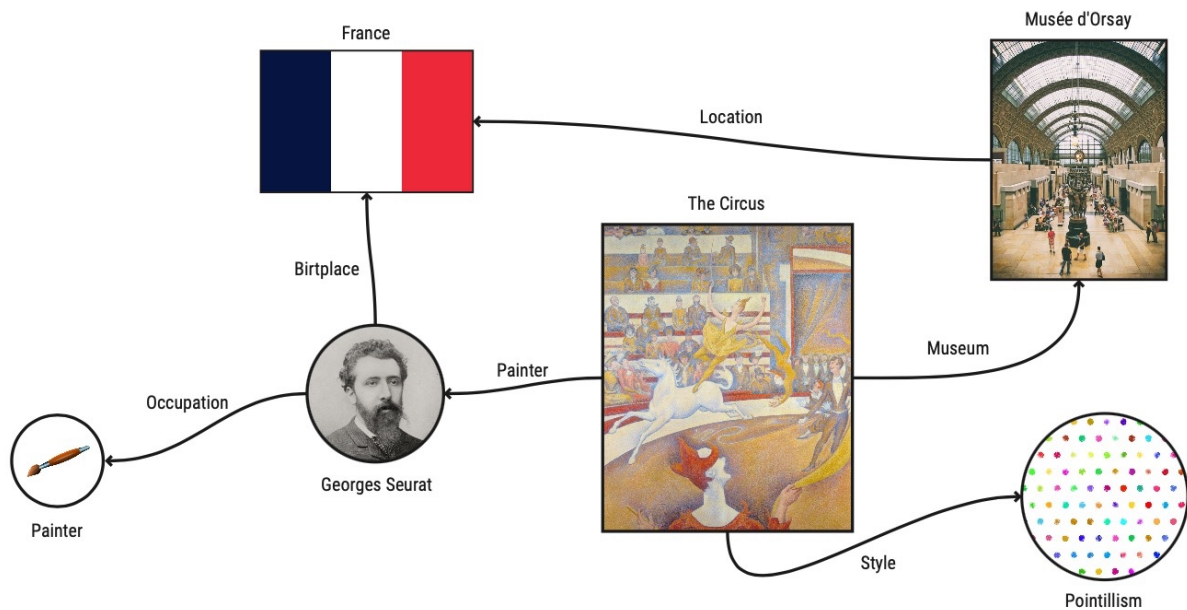 France
Musée d'Orsay
Location
The Circus
Birtplace
Painter
Museum
Occupation
Georges Seurat
Painter
Style
Pointillism